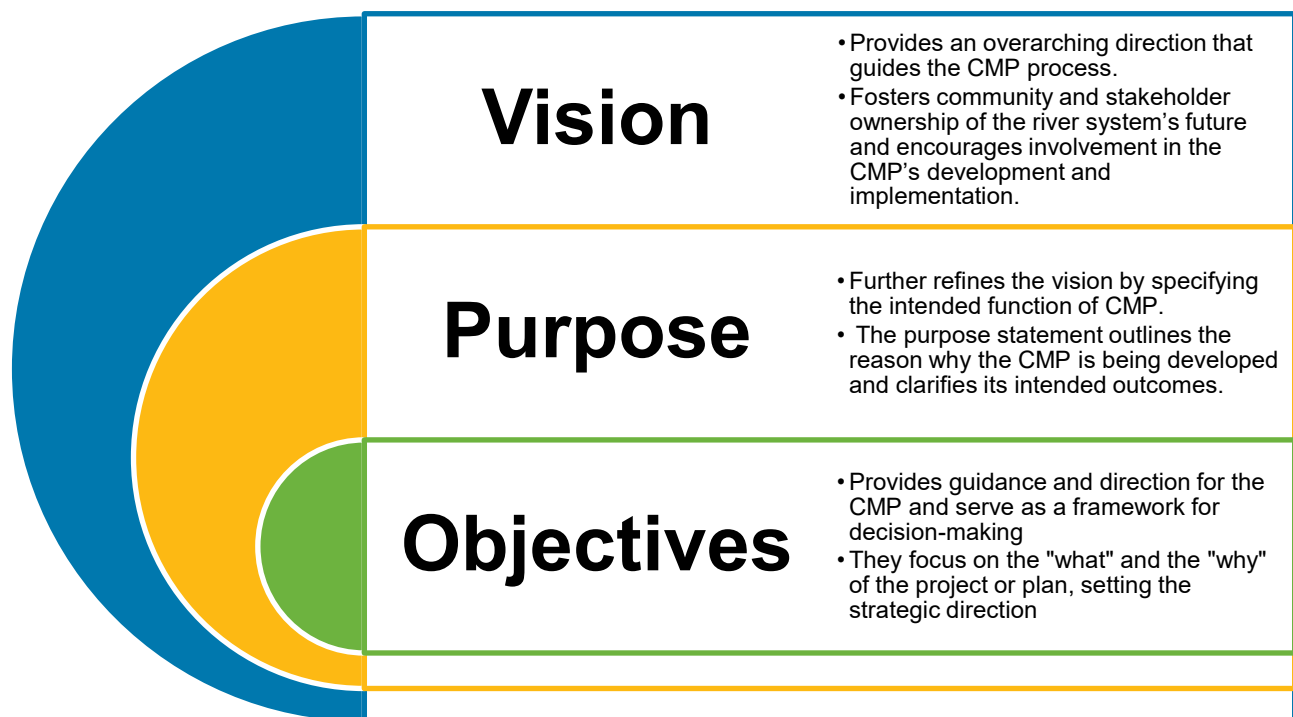 Vision
•Provides an overarching direction that
guides the CMP process.
•Fosters community and stakeholder
ownership of the river system’s future
and encourages involvement in the
CMP’s development and
implementation.
Purpose
•Further refines the vision by specifying
the intended function of CMP.
• The purpose statement outlines the
reason why the CMP is being developed
and clarifies its intended outcomes.
Objectives
•Provides guidance and direction for the
CMP and serve as a framework for
decision-making
•They focus on the "what" and the "why"
of the project or plan, setting the
strategic direction